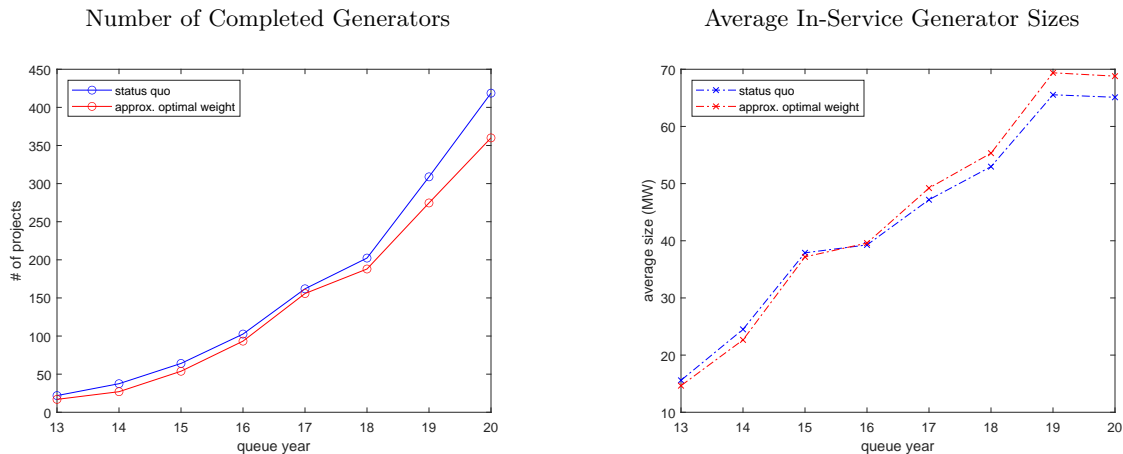 Number of Completed Generators
450
400
350
300
250
200
150
100
50
0
# of projects
status quo
approx. optimal weight
13 14 15 16 17 18 19 20
queue year
Average In-Service Generator Sizes
70
60
50
40
30
20
10
average size (MW)
status quo
approx. optimal weight
13 14 15 16 17 18 19 20
queue year